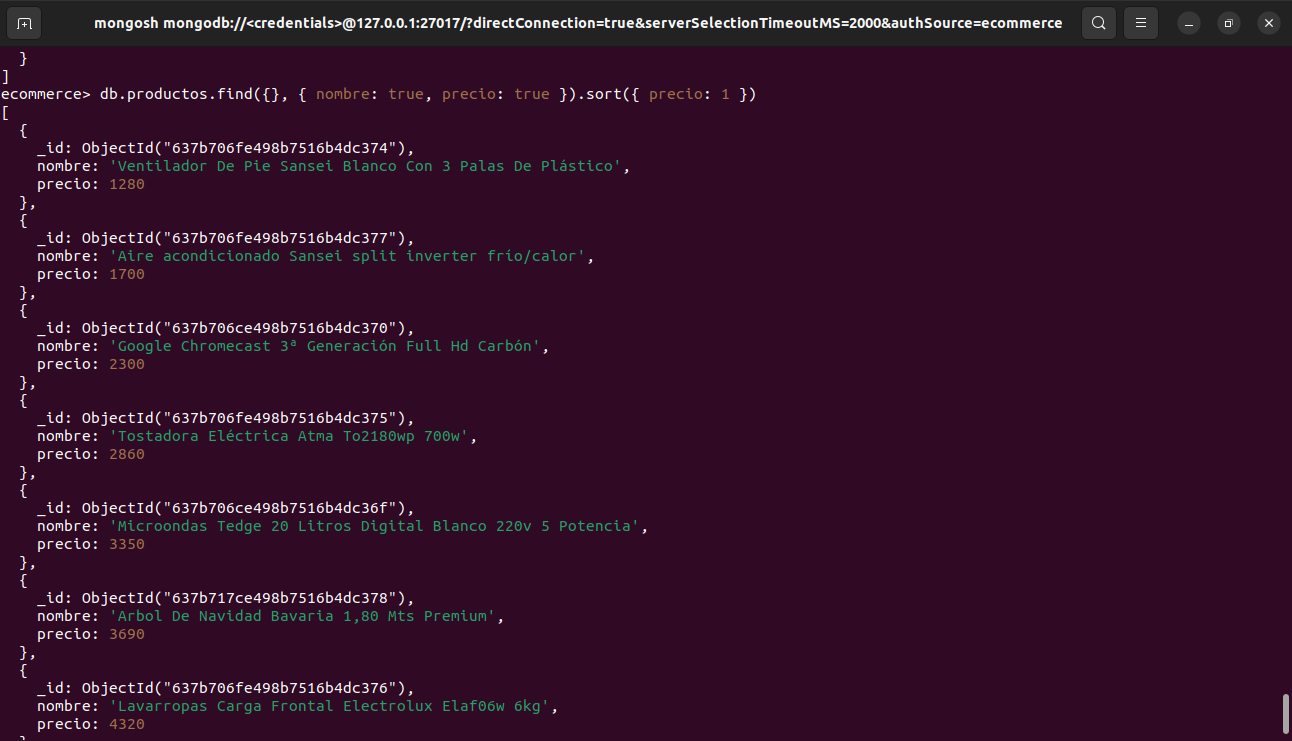 mongosh mongodb://<credentials>@127.0.0.1:27017/?directConnection=true&serverSelectionTimeoutMS=2000&authSource=ecommerce
  }
]
ecommerce> db.productos.find({}, { nombre: true, precio: true }).sort({ precio: 1 })
[
  {
    _id: ObjectId("637b706fe498b7516b4dc374"),
    nombre: 'Ventilador De Pie Sansei Blanco Con 3 Palas De Plástico',
    precio: 1280
  },
  {
    _id: ObjectId("637b706fe498b7516b4dc377"),
    nombre: 'Aire acondicionado Sansei split inverter frío/calor',
    precio: 1700
  },
  {
    _id: ObjectId("637b706ce498b7516b4dc370"),
    nombre: 'Google Chromecast 3ª Generación Full Hd Carbón',
    precio: 2300
  },
  {
    _id: ObjectId("637b706fe498b7516b4dc375"),
    nombre: 'Tostadora Eléctrica Atma To2180wp 700w',
    precio: 2860
  },
  {
    _id: ObjectId("637b706ce498b7516b4dc36f"),
    nombre: 'Microondas Tedge 20 Litros Digital Blanco 220v 5 Potencia',
    precio: 3350
  },
  {
    _id: ObjectId("637b717ce498b7516b4dc378"),
    nombre: 'Arbol De Navidad Bavaria 1,80 Mts Premium',
    precio: 3690
  },
  {
    _id: ObjectId("637b706fe498b7516b4dc376"),
    nombre: 'Lavarropas Carga Frontal Electrolux Elaf06w 6kg',
    precio: 4320